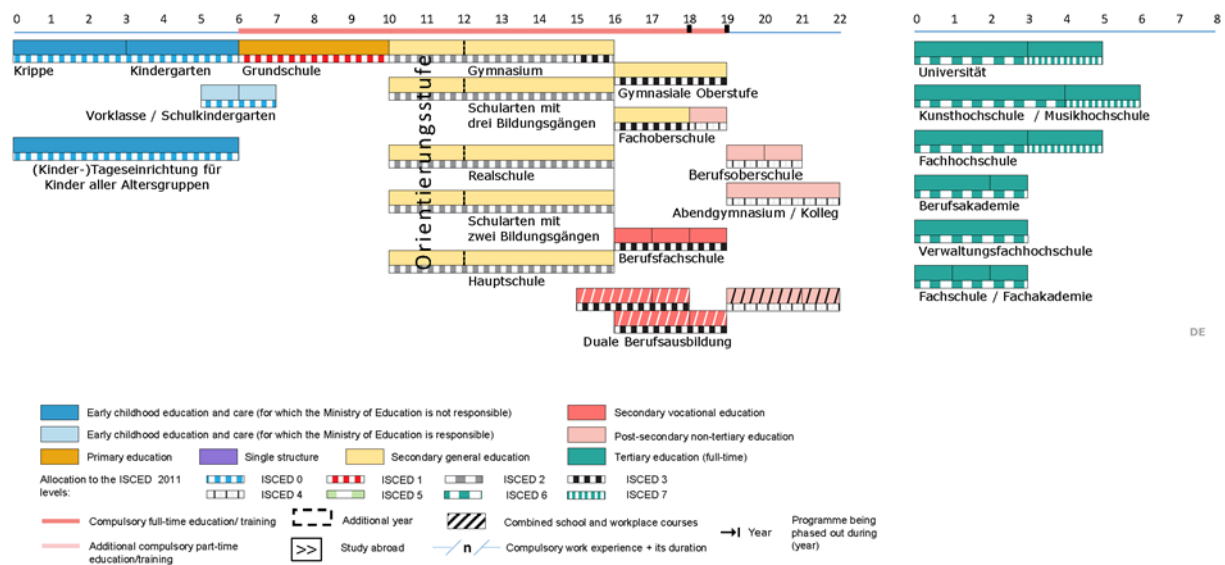 0 1 2 3 4 5 6 7 8 9 10 11 12 13 14 15 16 17 18 19 20 21 22
0 1 2 3 4 5 6 7 8
Krippe Kindergarten Grundschule Gymnasium
Gymnasiale Oberstufe
Universität
Vorklasse / Schulkindergarten
Schularten mit
drei Bildungsgängen
Fachoberschule
Kunsthochschule / Musikhochschule
(Kinder-)Tageseinrichtung für
Kinder aller Altersgruppen
Orientierungsstufe
Realschule
Berufsoberschule
Fachhochschule
Abendgymnasium / Kolleg
Berufsakademie
Schularten mit
zwei Bildungsgängen
Berufsfachschule
Verwaltungsfachhochschule
Hauptschule
Fachschule / Fachakademie
Duale Berufsausbildung
DE
Early childhood education and care (for which the Ministry of Education is not responsible)
Secondary vocational education
Early childhood education and care (for which the Ministry of Education is responsible)
Post-secondary non-tertiary education
Primary education
Single structure
Secondary general education
Tertiary education (full-time)
Allocation to the ISCED 2011
levels:
ISCED 0
ISCED 1
ISCED 2
ISCED 3
ISCED 4
ISCED 5
ISCED 6
ISCED 7
Compulsory full-time education/ training
Additional year
Combined school and workplace courses
Year
Programme being
phased out during
(year)
Additional compulsory part-time
education/training
>>
Study abroad
n
Compulsory work experience + its duration